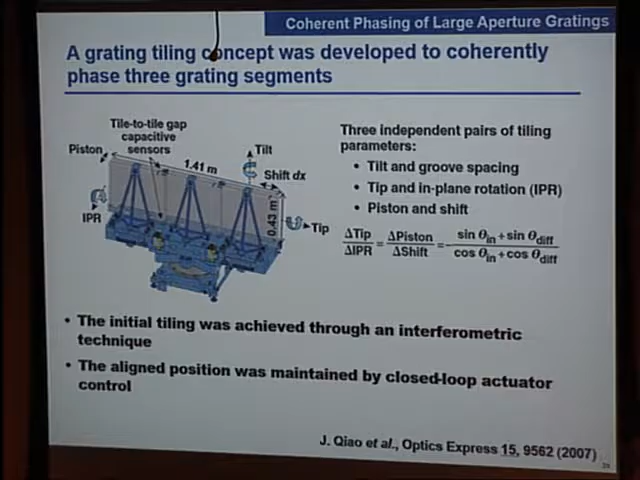 Coherent Phasing of Large Aperture Gratings
A grating tiling concept was developed to coherently
phase three grating segments
Tile-to-tile gap
capacitive
sensors
Piston
1.41 m
Tilt
Shift dx
0.43 m
IPR
Tip
Three independent pairs of tiling
parameters:
• Tilt and groove spacing
• Tip and in-plane rotation (IPR)
• Piston and shift
ΔTip/ΔIPR = ΔPiston/ΔShift = - sin θin + sin θdiff / cos θin + cos θdiff
• The initial tiling was achieved through an interferometric
technique
• The aligned position was maintained by closed-loop actuator
control
J. Qiao et al., Optics Express 15, 9562 (2007)